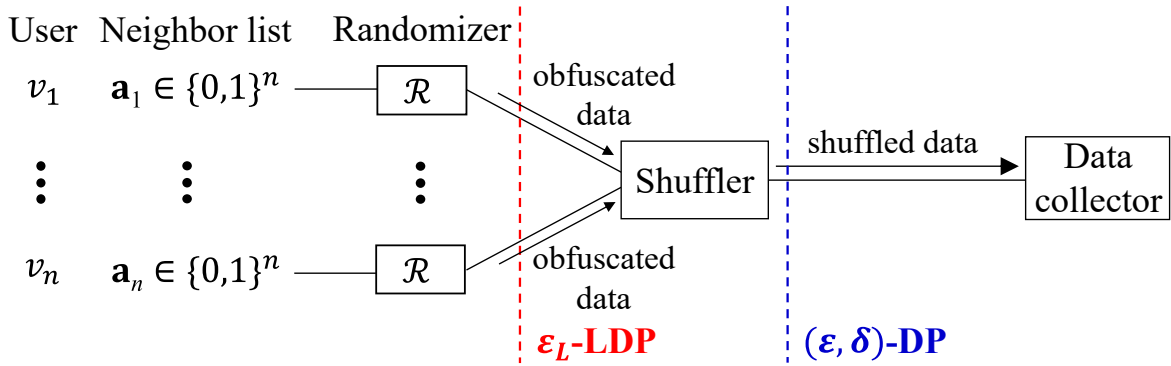 User Neighbor list Randomizer
v₁ 𝐚₁ ∈ {0,1}ⁿ ℛ
obfuscated
data
shuffled data
Shuffler
Data
collector
vₙ 𝐚ₙ ∈ {0,1}ⁿ ℛ
obfuscated
data
ε_L-LDP (ε, δ)-DP